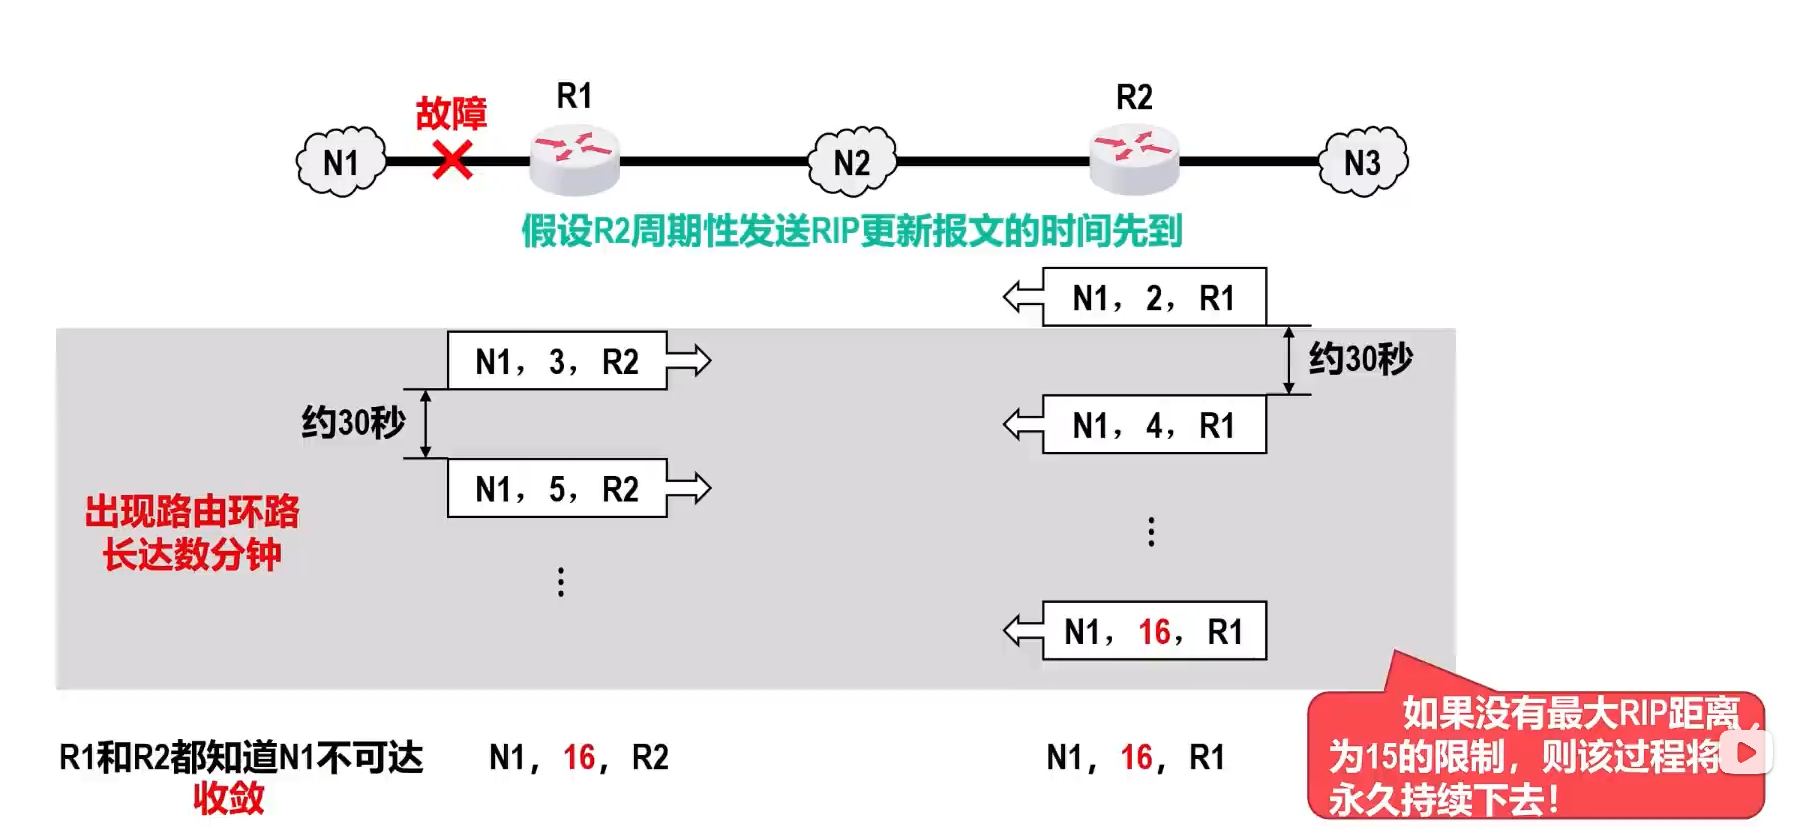 故障
R1
R2
N1
N2
N3
假设R2周期性发送RIP更新报文的时间先到
N1，2，R1
N1，3，R2
约30秒
约30秒
N1，4，R1
N1，5，R2
出现路由环路
长达数分钟
⋮
⋮
N1，16，R1
R1和R2都知道N1不可达
收敛
N1，16，R2
N1，16，R1
如果没有最大RIP距离
为15的限制，则该过程将
永久持续下去！